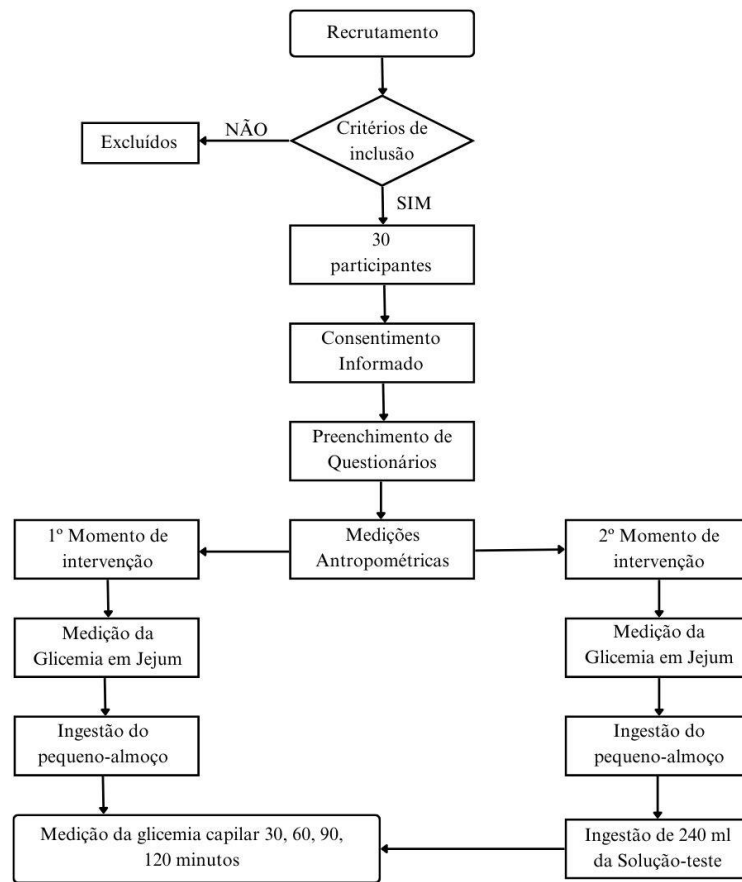 Recrutamento
Critérios de
inclusão
NÃO
Excluídos
SIM
30
participantes
Consentimento
Informado
Preenchimento de
Questionários
Medições
Antropométricas
1º Momento de
intervenção
2º Momento de
intervenção
Medição da
Glicemia em Jejum
Medição da
Glicemia em Jejum
Ingestão do
pequeno-almoço
Ingestão do
pequeno-almoço
Medição da glicemia capilar 30, 60, 90,
120 minutos
Ingestão de 240 ml
da Solução-teste